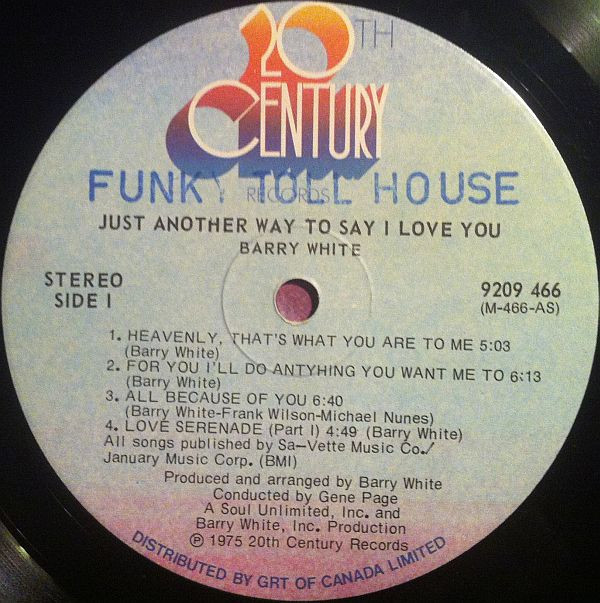 20TH
CENTURY
RECORDS
FUNKY TOLL HOUSE
JUST ANOTHER WAY TO SAY I LOVE YOU
BARRY WHITE
STEREO
SIDE I
9209 466
(M-466-AS)
1. HEAVENLY, THAT'S WHAT YOU ARE TO ME 5:03
(Barry White)
2. FOR YOU I'LL DO ANTYHING YOU WANT ME TO 6:13
(Barry White)
3. ALL BECAUSE OF YOU 6:40
(Barry White-Frank Wilson-Michael Nunes)
4. LOVE SERENADE (Part I) 4:49 (Barry White)
All songs published by Sa-Vette Music Co./
January Music Corp. (BMI)
Produced and arranged by Barry White
Conducted by Gene Page
A Soul Unlimited, Inc. and
Barry White, Inc. Production
℗ 1975 20th Century Records
DISTRIBUTED BY GRT OF CANADA LIMITED